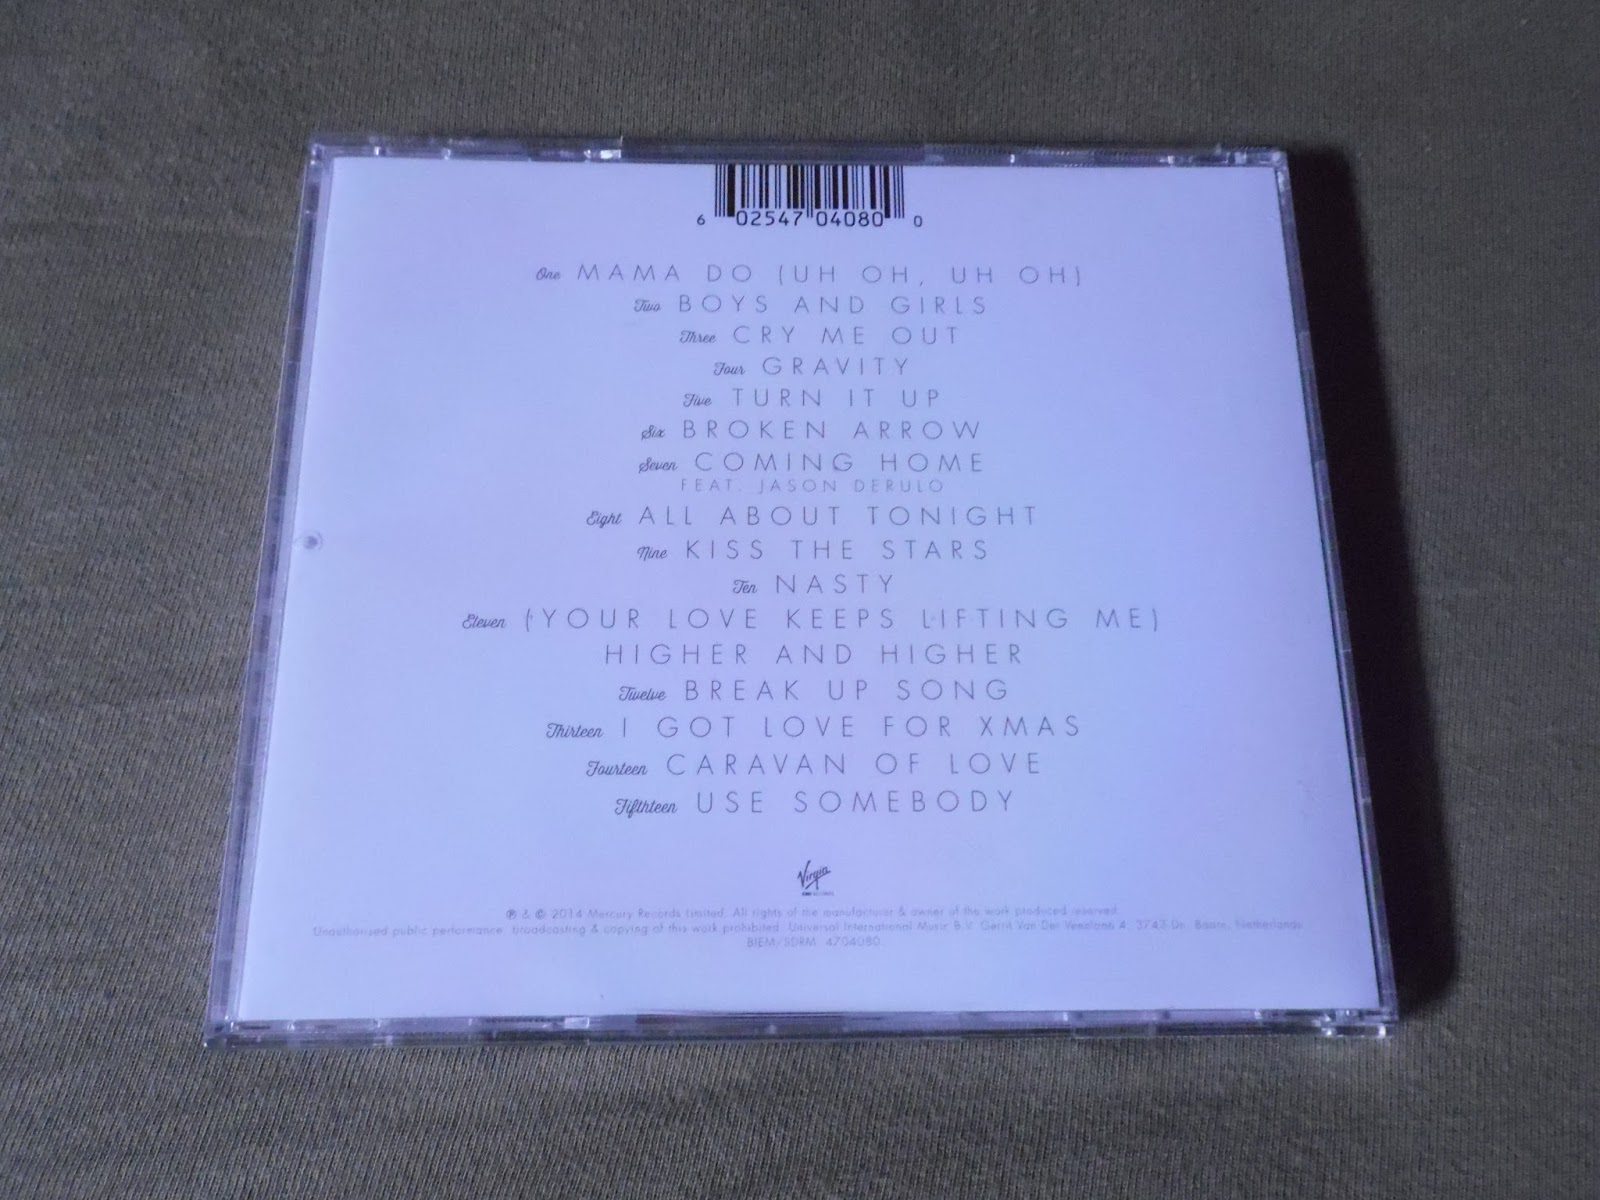 6 02547 04080 0
One MAMA DO (UH OH, UH OH)
Two BOYS AND GIRLS
Three CRY ME OUT
Four GRAVITY
Five TURN IT UP
Six BROKEN ARROW
Seven COMING HOME
FEAT. JASON DERULO
Eight ALL ABOUT TONIGHT
Nine KISS THE STARS
Ten NASTY
Eleven (YOUR LOVE KEEPS LIFTING ME)
HIGHER AND HIGHER
Twelve BREAK UP SONG
Thirteen I GOT LOVE FOR XMAS
Fourteen CARAVAN OF LOVE
Fifthteen USE SOMEBODY
Virgin
℗ & © 2014 Mercury Records Limited. All rights of the manufacturer & owner of the work produced reserved.
Unauthorised public performance, broadcasting & copying of this work prohibited. Universal International Music B.V. Gerrit Van Der 4, 3743 Dn. Baarn, Netherlands.
BIEM/SDRM. 4704080.